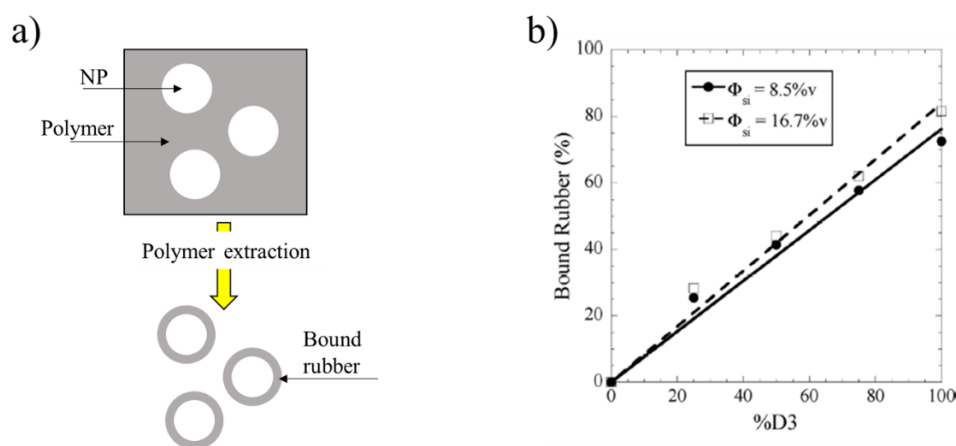 a)
NP
Polymer
Polymer extraction
Bound
rubber
b)
100
80
60
40
20
0
Bound Rubber (%)
Φsi = 8.5%v
Φsi = 16.7%v
0
20
40
60
80
100
%D3